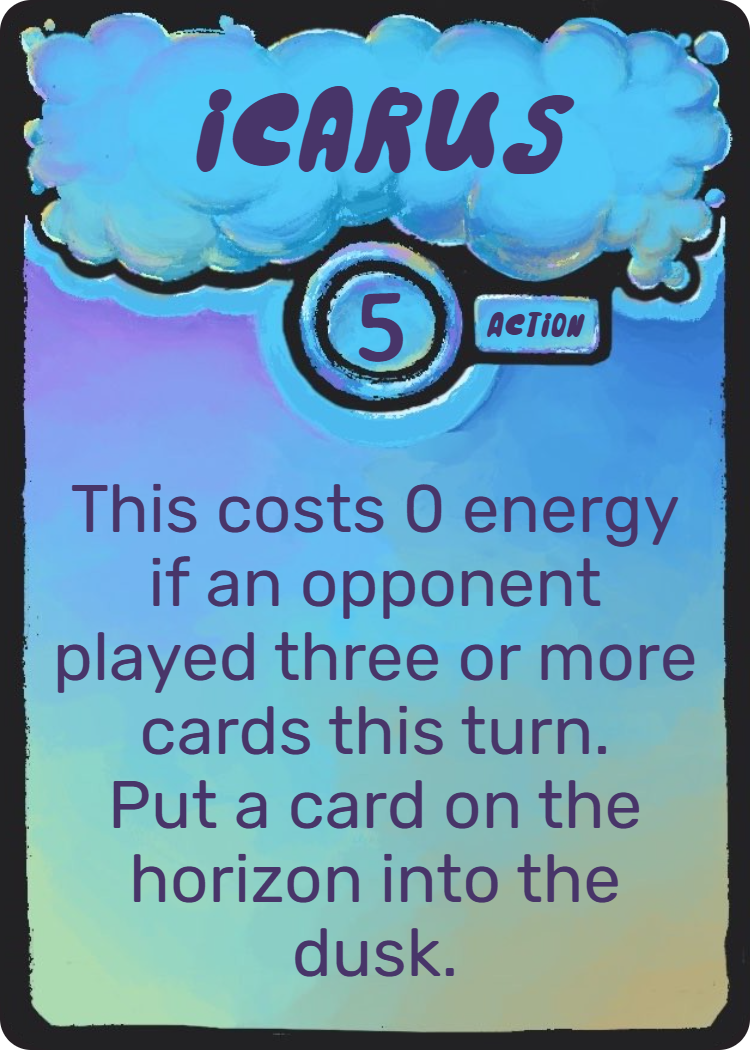 iCARUS
5
ACTiON
This costs 0 energy
if an opponent
played three or more
cards this turn.
Put a card on the
horizon into the
dusk.